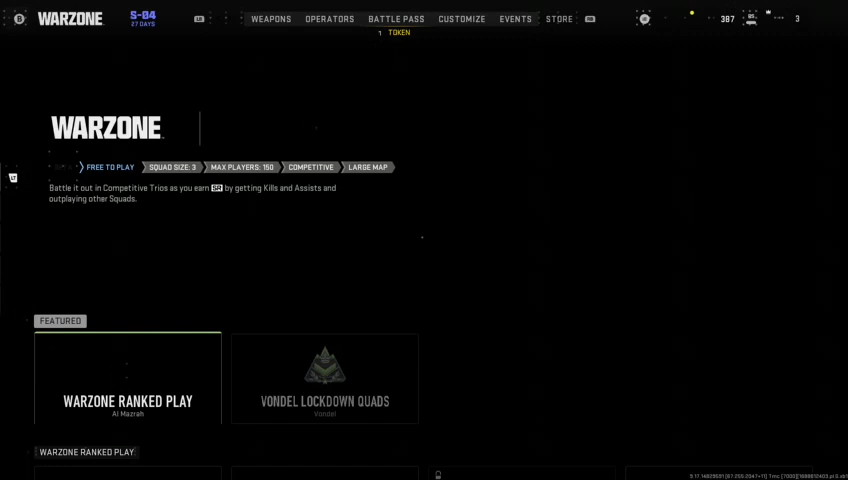 WARZONE
S-04
27 DAYS
LB
WEAPONS
OPERATORS
BATTLE PASS
CUSTOMIZE
EVENTS
STORE
RB
387
3
1 TOKEN
WARZONE
FREE TO PLAY
SQUAD SIZE: 3
MAX PLAYERS: 150
COMPETITIVE
LARGE MAP
LT
Battle it out in Competitive Trios as you earn SR by getting Kills and Assists and
outplaying other Squads.
FEATURED
WARZONE RANKED PLAY
Al Mazrah
VONDEL LOCKDOWN QUADS
Vondel
WARZONE RANKED PLAY